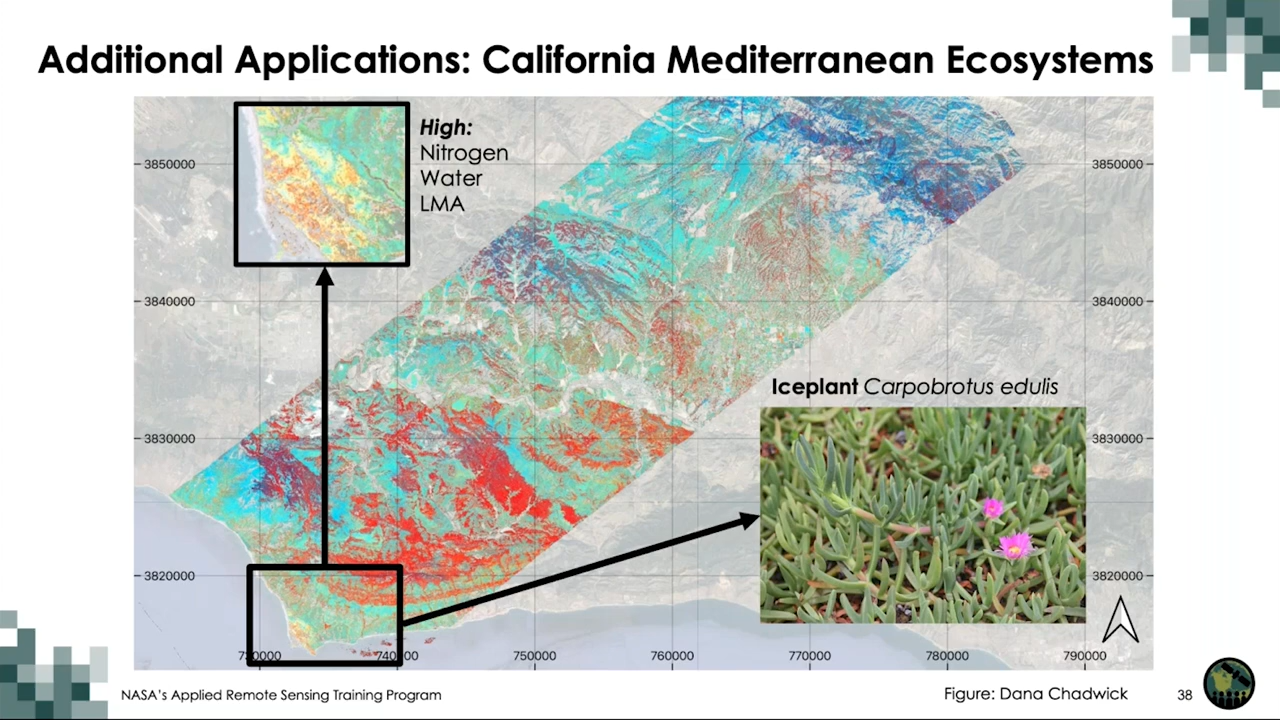 Additional Applications: California Mediterranean Ecosystems
High:
Nitrogen
Water
LMA
3850000
3850000
3840000
3840000
Iceplant Carpobrotus edulis
3830000
3830000
3820000
3820000
730000
740000
750000
760000
770000
780000
790000
NASA's Applied Remote Sensing Training Program
Figure: Dana Chadwick
38